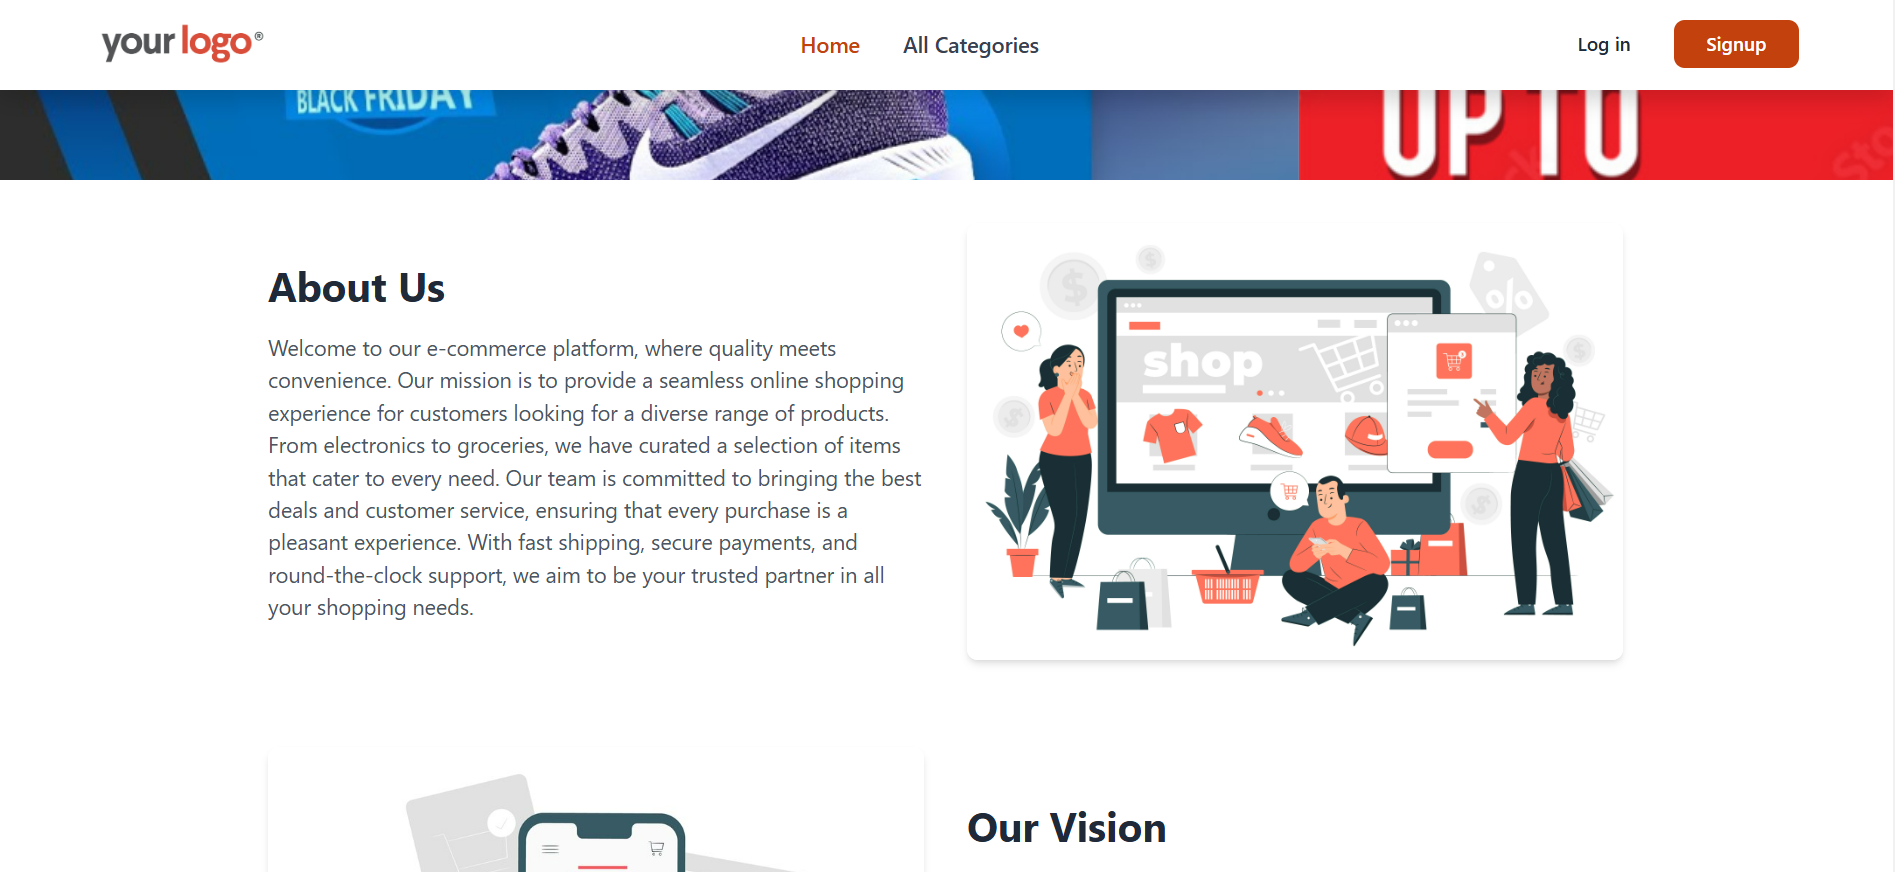 your logo®
Home
All Categories
Log in
Signup
BLACK FRIDAY
UP TO
About Us
Welcome to our e-commerce platform, where quality meets
convenience. Our mission is to provide a seamless online shopping
experience for customers looking for a diverse range of products.
From electronics to groceries, we have curated a selection of items
that cater to every need. Our team is committed to bringing the best
deals and customer service, ensuring that every purchase is a
pleasant experience. With fast shipping, secure payments, and
round-the-clock support, we aim to be your trusted partner in all
your shopping needs.
shop
Our Vision